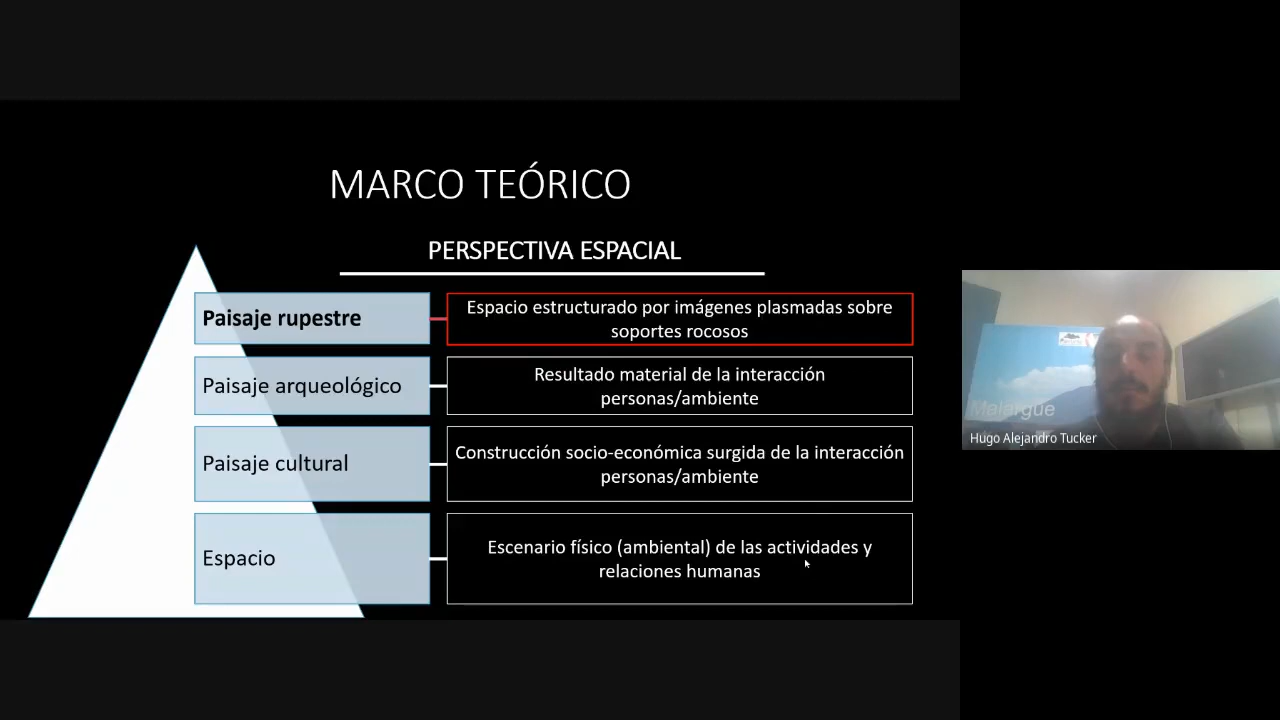 MARCO TEÓRICO
PERSPECTIVA ESPACIAL
Paisaje rupestre
Espacio estructurado por imágenes plasmadas sobre
soportes rocosos
Paisaje arqueológico
Resultado material de la interacción
personas/ambiente
Paisaje cultural
Construcción socio-económica surgida de la interacción
personas/ambiente
Espacio
Escenario físico (ambiental) de las actividades y
relaciones humanas
Malargüe
Hugo Alejandro Tucker